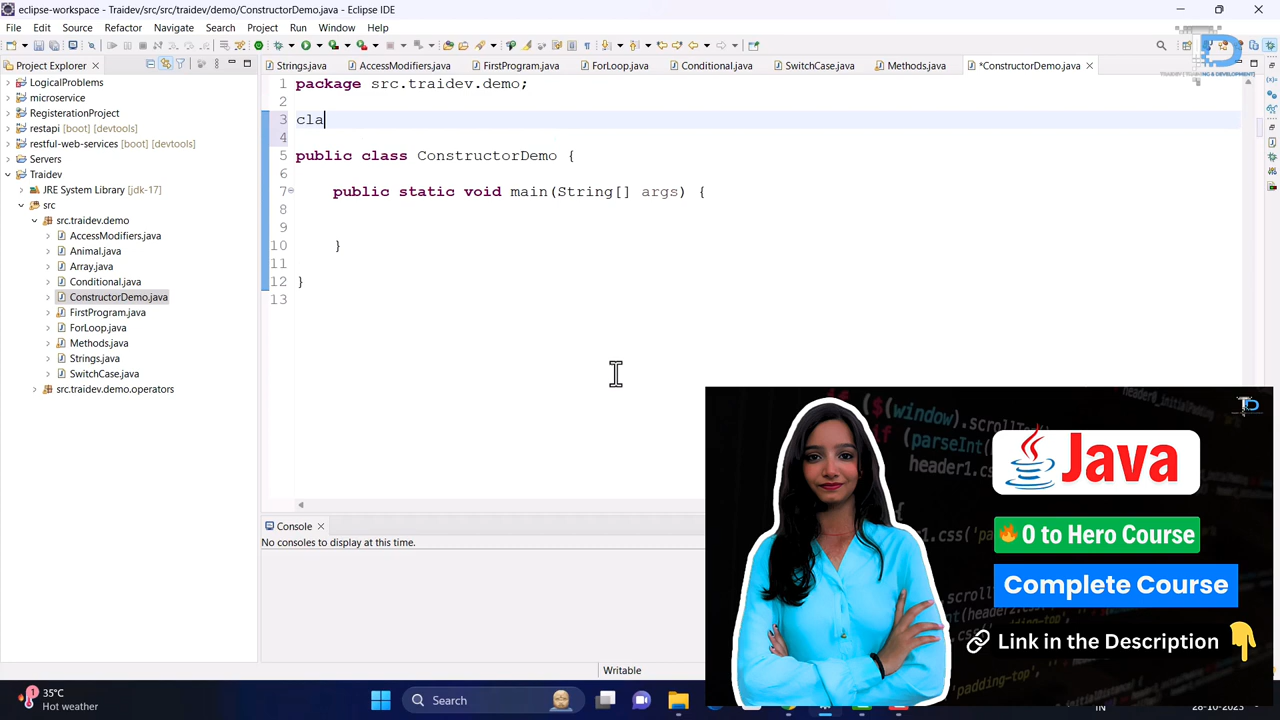 eclipse-workspace - Traidev/src/src/traidev/demo/ConstructorDemo.java - Eclipse IDE
File Edit Source Refactor Navigate Search Project Run Window Help
Project Explorer
Strings.java AccessModifiers.java FirstProgram.java ForLoop.java Conditional.java SwitchCase.java Methods.java *ConstructorDemo.java
LogicalProblems
microservice
RegisterationProject
restapi [boot] [devtools]
restful-web-services [boot] [devtools]
Servers
Traidev
JRE System Library [jdk-17]
src
src.traidev.demo
AccessModifiers.java
Animal.java
Array.java
Conditional.java
ConstructorDemo.java
FirstProgram.java
ForLoop.java
Methods.java
Strings.java
SwitchCase.java
src.traidev.demo.operators
1 package src.traidev.demo;
2
3 cla
4
5 public class ConstructorDemo {
6
7 public static void main(String[] args) {
8
9
10 }
11
12 }
13
Console
No consoles to display at this time.
Writable
Java
0 to Hero Course
Complete Course
Link in the Description
35°C
Hot weather
Search
IN
28-10-2023